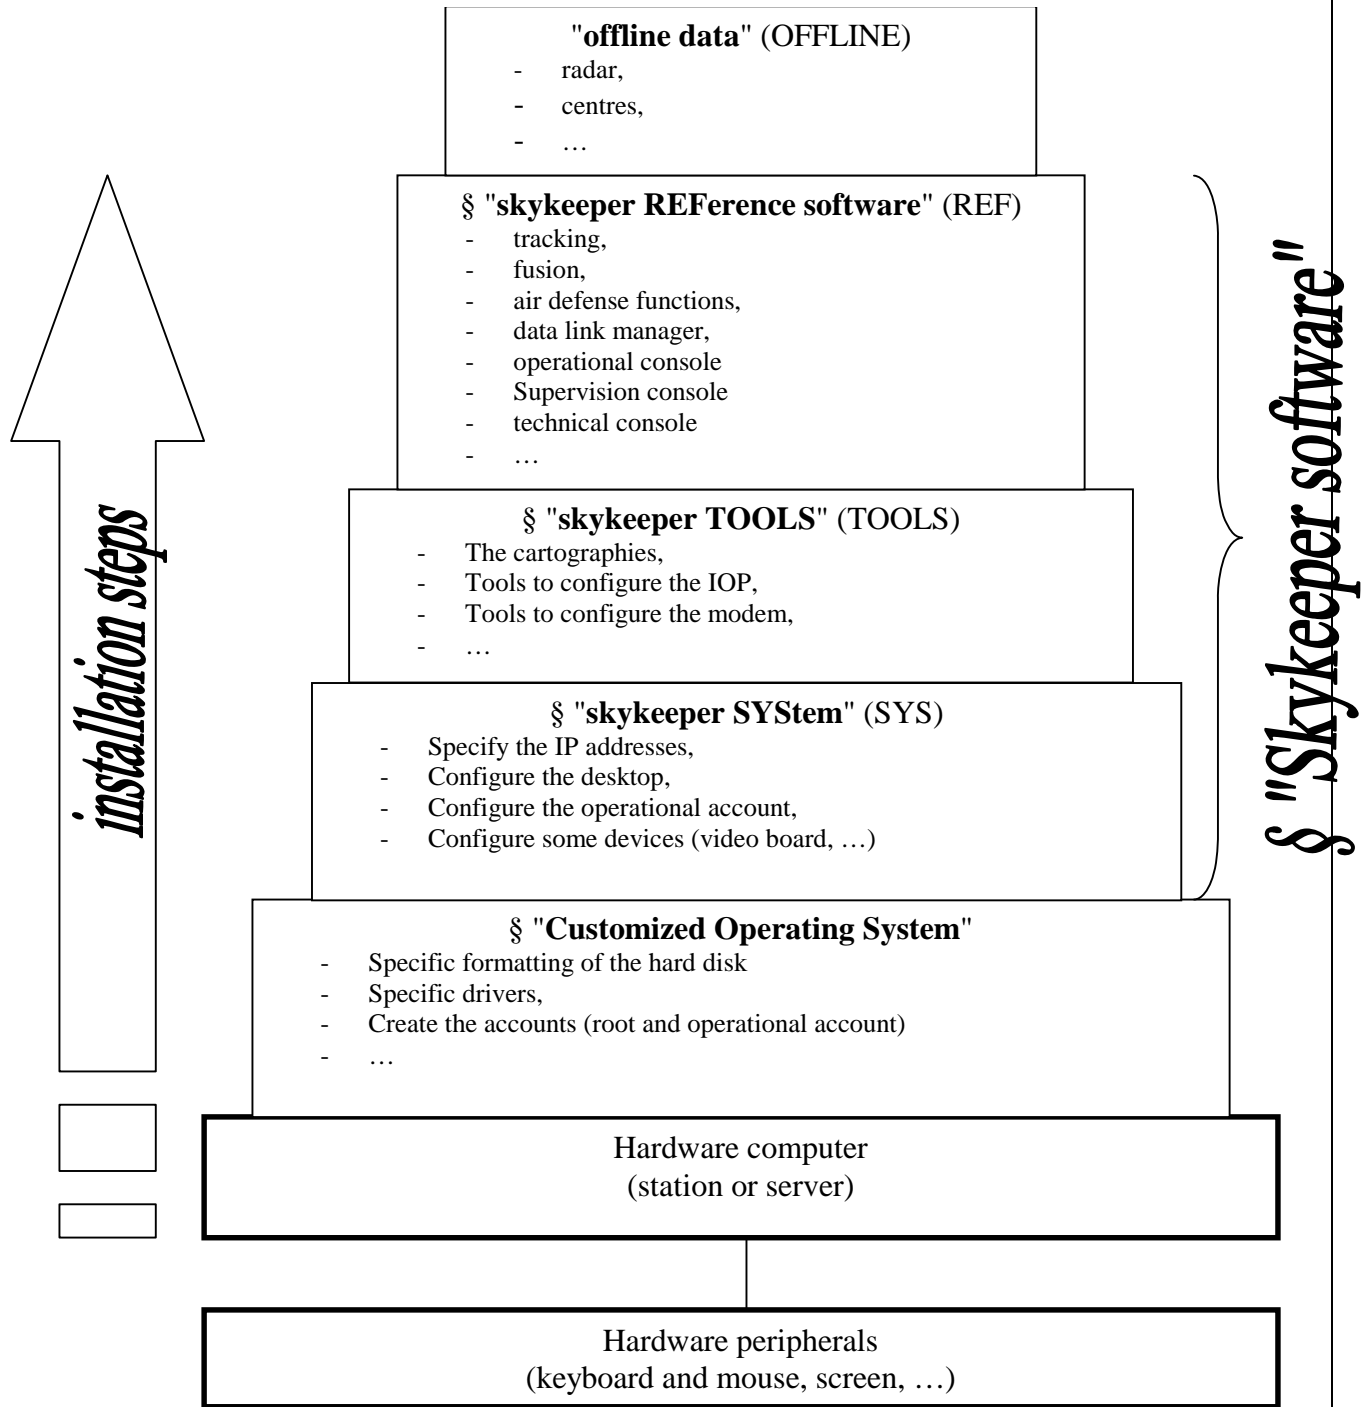 "offline data" (OFFLINE)
- radar,
- centres,
- …
§ "skykeeper REFerence software" (REF)
- tracking,
- fusion,
- air defense functions,
- data link manager,
- operational console
- Supervision console
- technical console
- …
§ "skykeeper TOOLS" (TOOLS)
- The cartographies,
- Tools to configure the IOP,
- Tools to configure the modem,
- …
§ "skykeeper SYStem" (SYS)
- Specify the IP addresses,
- Configure the desktop,
- Configure the operational account,
- Configure some devices (video board, …)
§ "Customized Operating System"
- Specific formatting of the hard disk
- Specific drivers,
- Create the accounts (root and operational account)
- …
Hardware computer
(station or server)
Hardware peripherals
(keyboard and mouse, screen, …)
installation steps
§ "Skykeeper software"